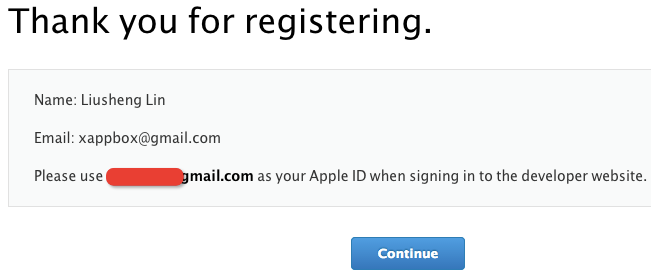 Thank you for registering.
Name: Liusheng Lin
Email: xappbox@gmail.com
Please use gmail.com as your Apple ID when signing in to the developer website.
Continue